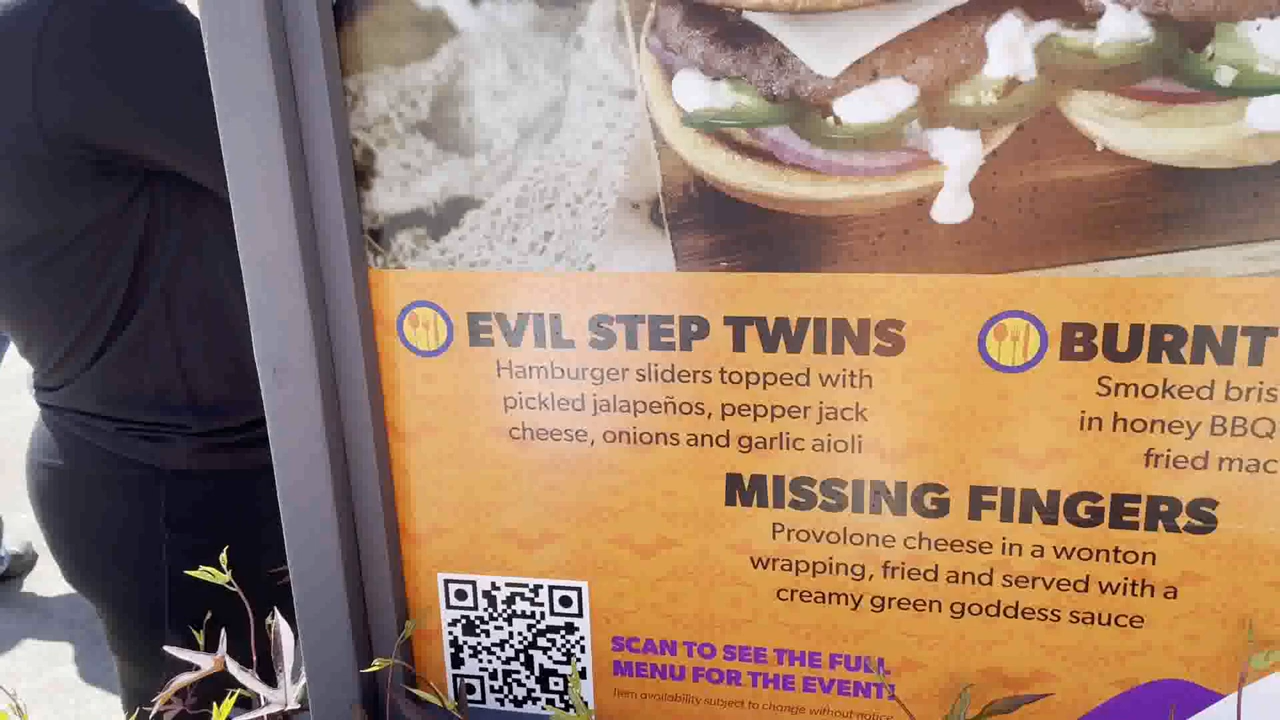 EVIL STEP TWINS
Hamburger sliders topped with
pickled jalapeños, pepper jack
cheese, onions and garlic aioli
BURNT
Smoked bris
in honey BBQ
fried mac
MISSING FINGERS
Provolone cheese in a wonton
wrapping, fried and served with a
creamy green goddess sauce
SCAN TO SEE THE FULL
MENU FOR THE EVENT!
Item availability subject to change without notice